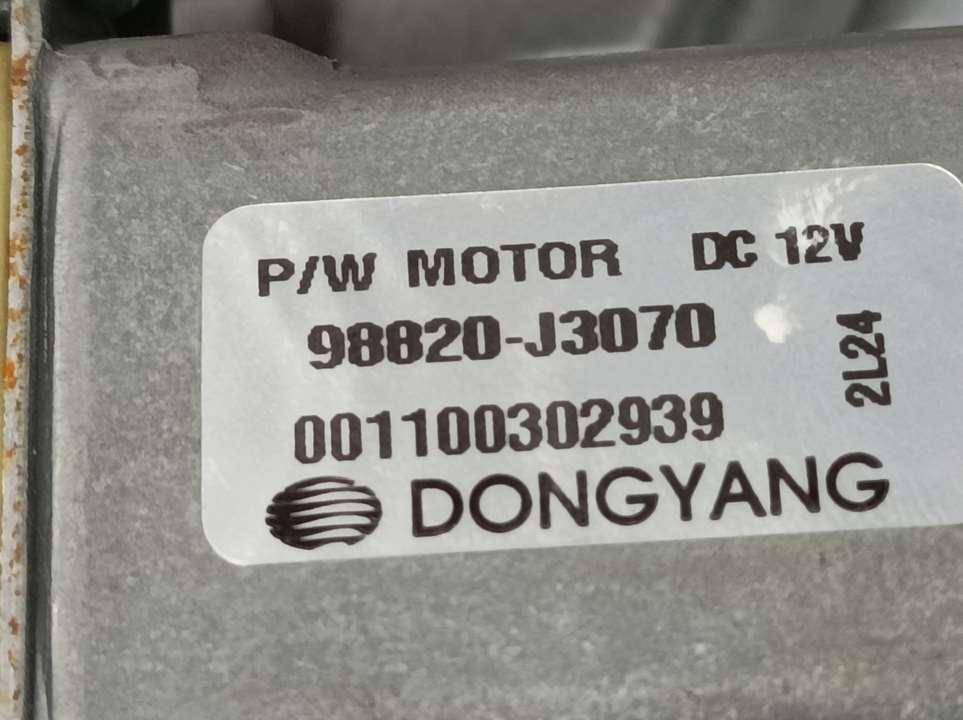 P/W MOTOR DC 12V
98820-J3070
2L24
001100302939
DONGYANG